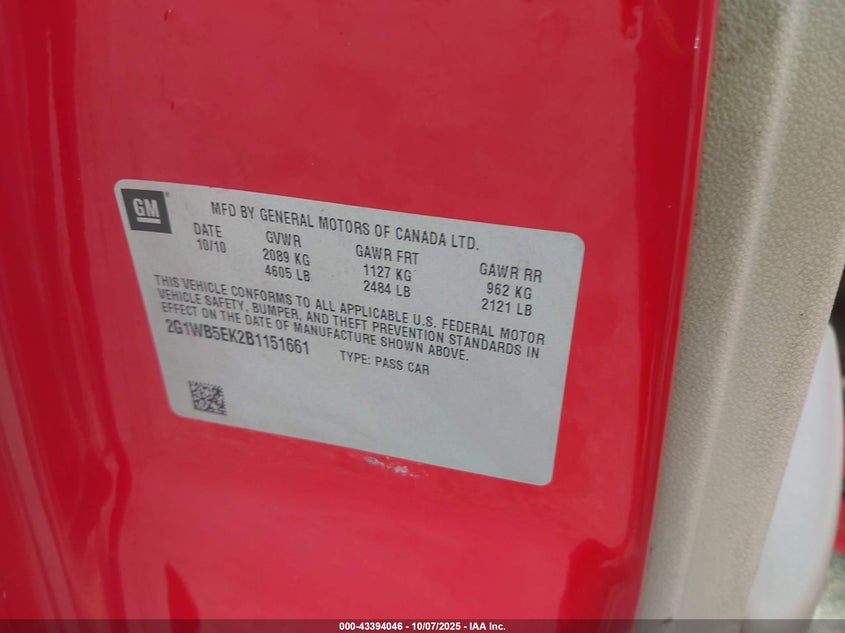 GM
MFD BY GENERAL MOTORS OF CANADA LTD.
DATE GVWR GAWR FRT GAWR RR
10/10 2089 KG 1127 KG 962 KG
4605 LB 2484 LB 2121 LB
THIS VEHICLE CONFORMS TO ALL APPLICABLE U.S. FEDERAL MOTOR
VEHICLE SAFETY, BUMPER, AND THEFT PREVENTION STANDARDS IN
EFFECT ON THE DATE OF MANUFACTURE SHOWN ABOVE.
2G1WB5EK2B1151661 TYPE: PASS CAR
000-43394046 - 10/07/2025 - IAA Inc.